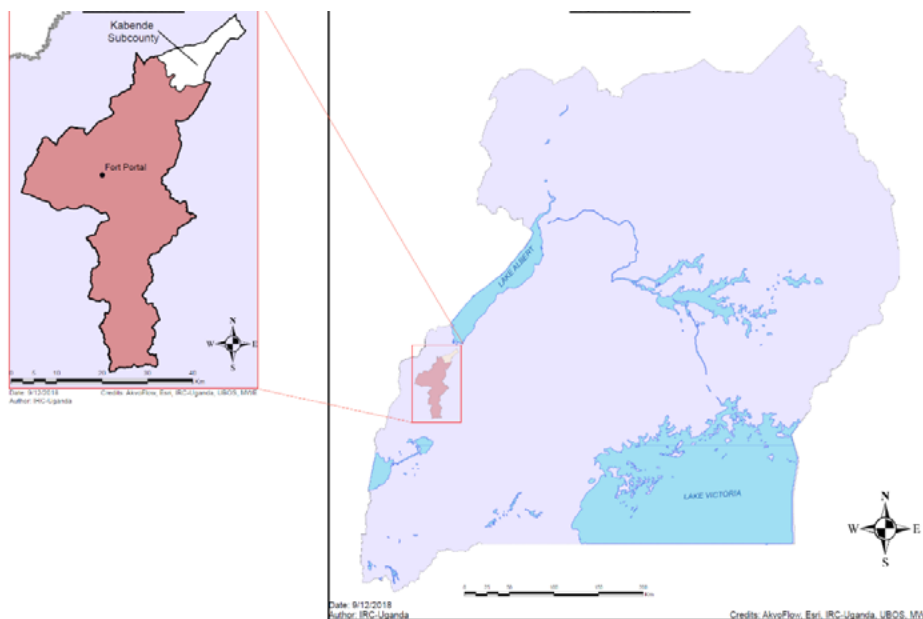 Kabende
Subcounty
Fort Portal
N
W E
S
0 5 10 20 30 40
Km
Date: 9/12/2018 Credits: AkvoFlow, Esri, IRC-Uganda, UBOS, MWE
Author: IRC-Uganda
LAKE ALBERT
LAKE VICTORIA
N
W E
S
Km
Date: 9/12/2018
Author: IRC-Uganda Credits: AkvoFlow, Esri, IRC-Uganda, UBOS, MW